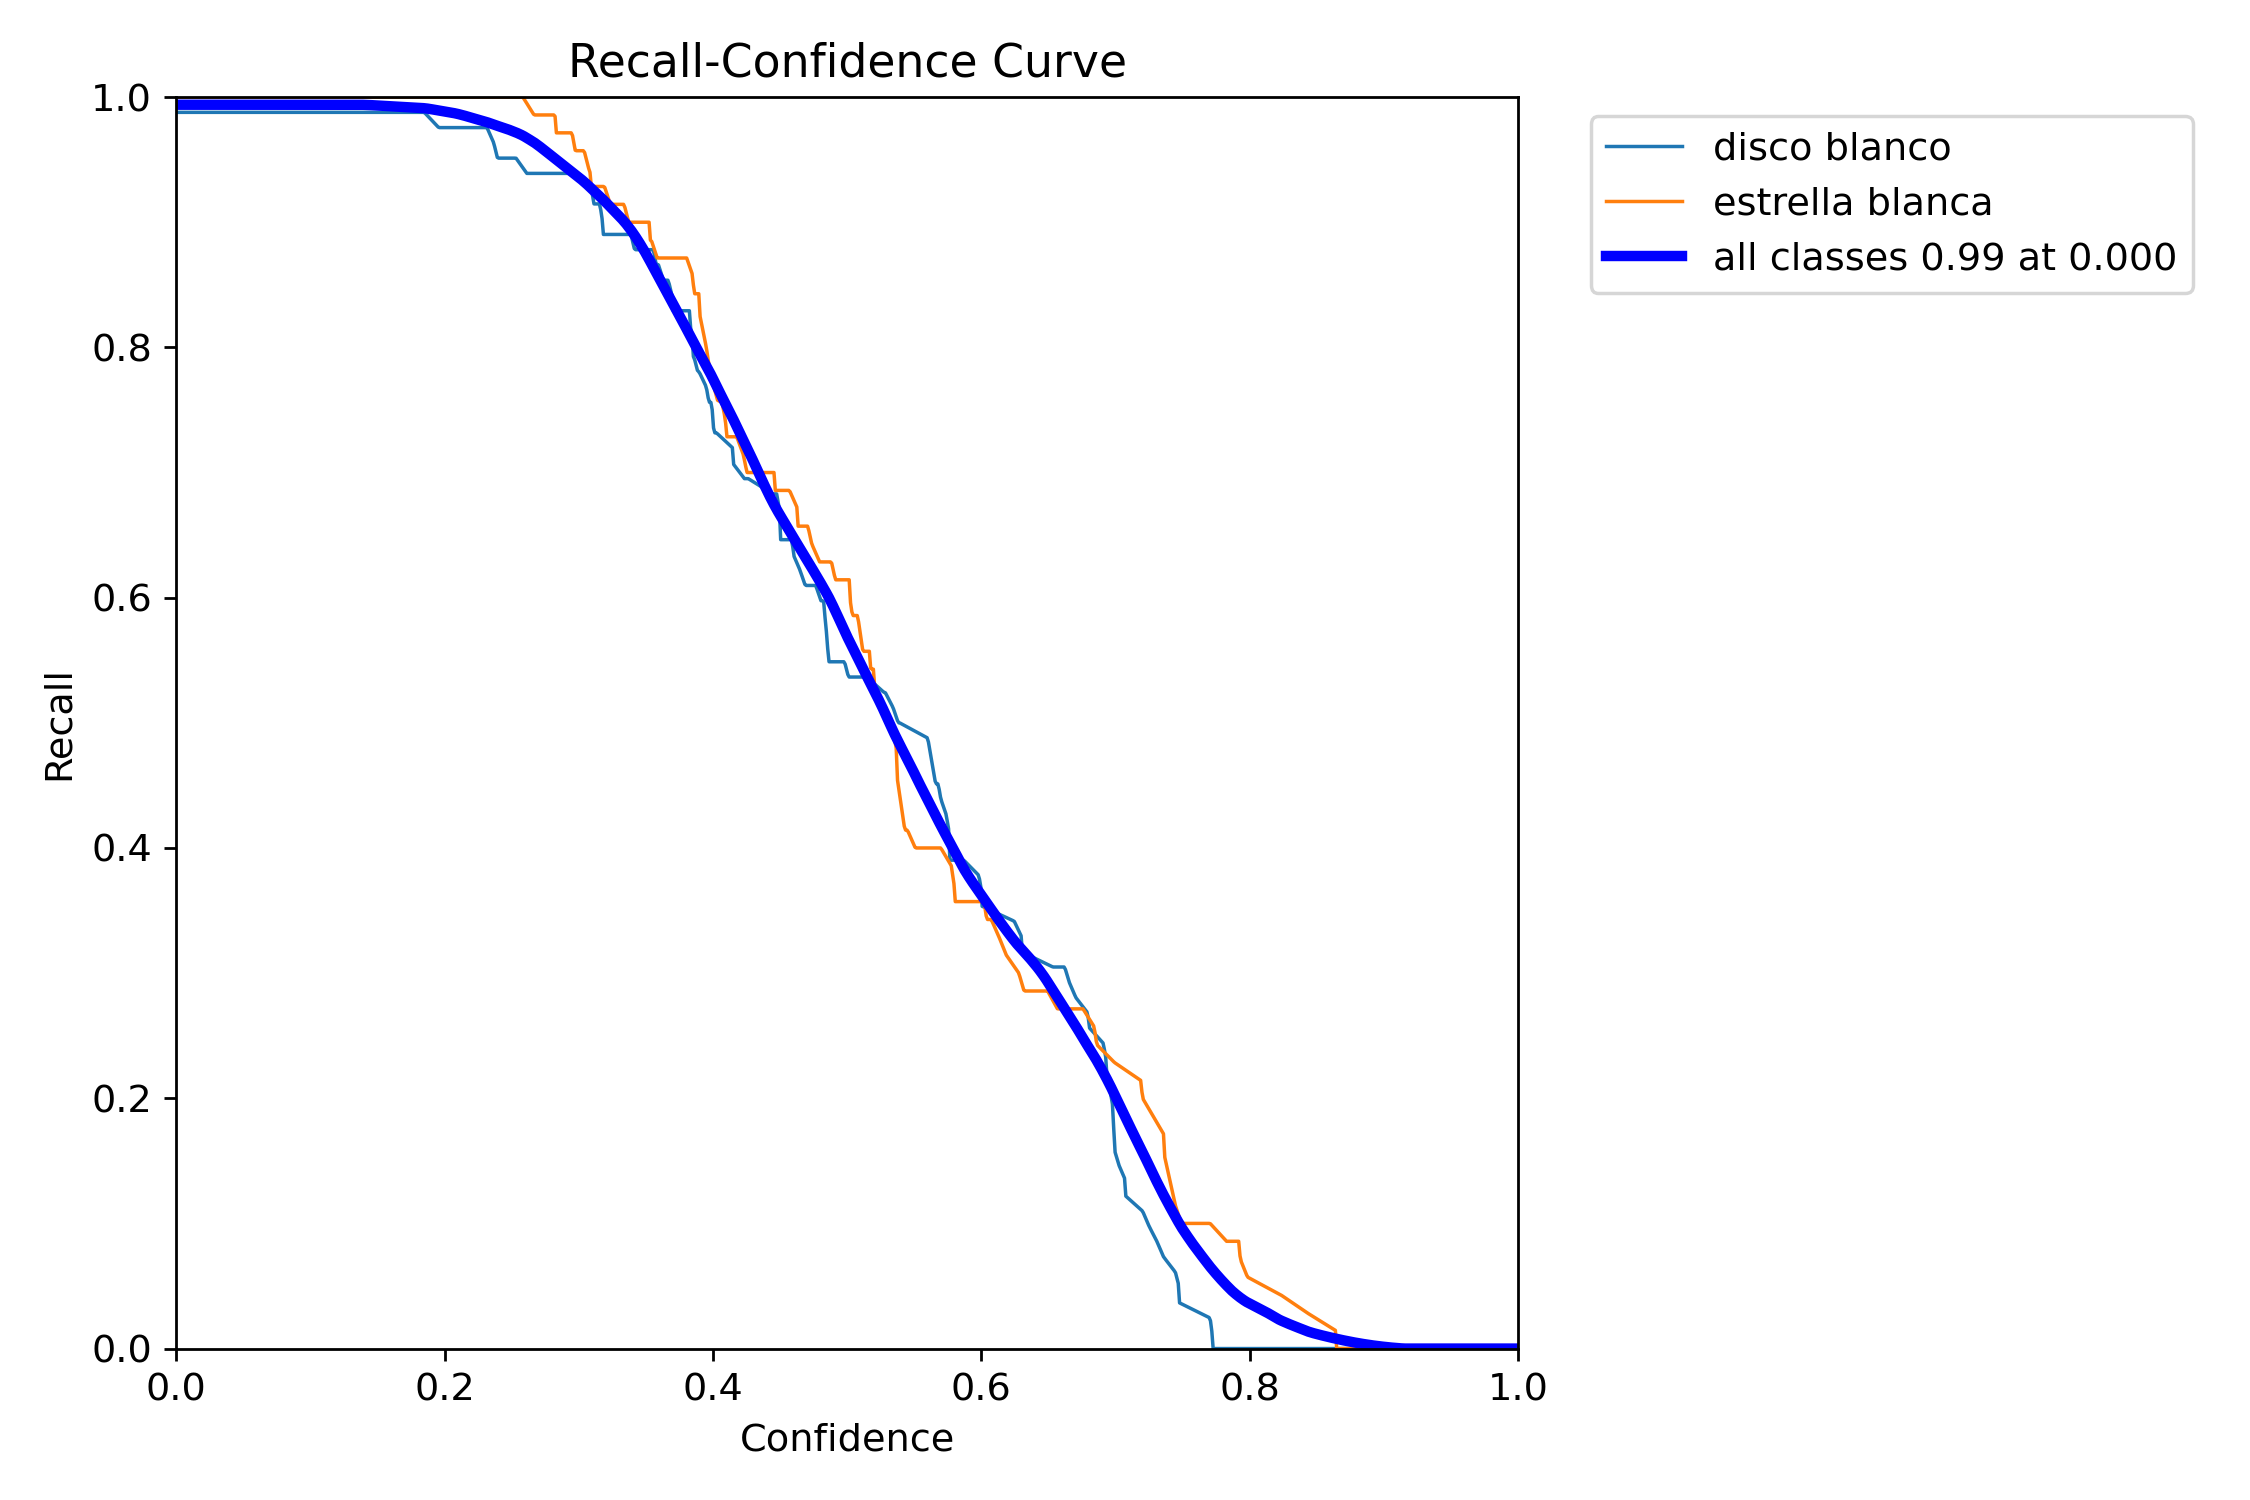 Recall-Confidence Curve
1.0
0.8
0.6
0.4
0.2
0.0
Recall
0.0 0.2 0.4 0.6 0.8 1.0
Confidence
disco blanco
estrella blanca
all classes 0.99 at 0.000